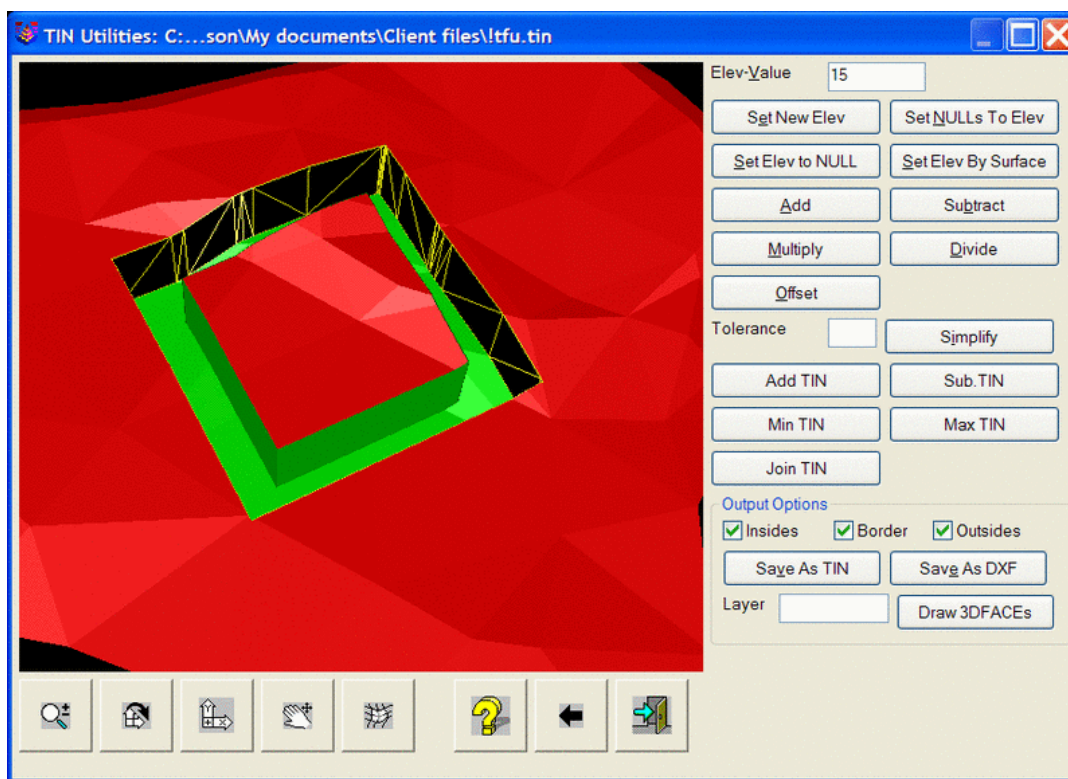 TIN Utilities: C:...son\My documents\Client files\!tfu.tin
Elev-Value 15
Set New Elev Set NULLs To Elev
Set Elev to NULL Set Elev By Surface
Add Subtract
Multiply Divide
Offset
Tolerance Simplify
Add TIN Sub.TIN
Min TIN Max TIN
Join TIN
Output Options
Insides Border Outsides
Save As TIN Save As DXF
Layer Draw 3DFACEs